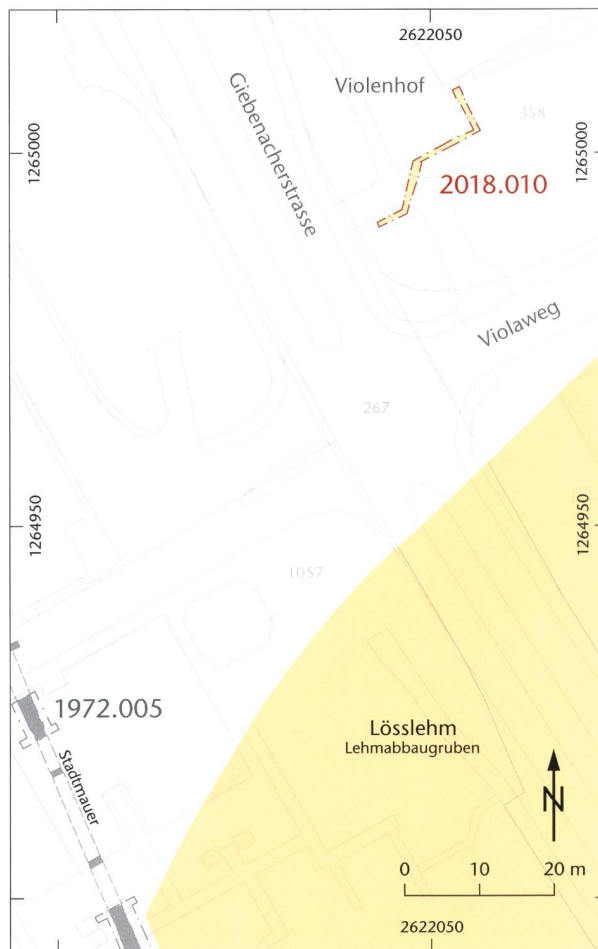 2622050
Violenhof
358
Giebenacherstrasse
1265000
1265000
2018.010
Violaweg
267
1264950
1264950
1057
1972.005
Stadtmauer
Lösslehm
Lehmabbaugruben
N
0 10 20 m
2622050